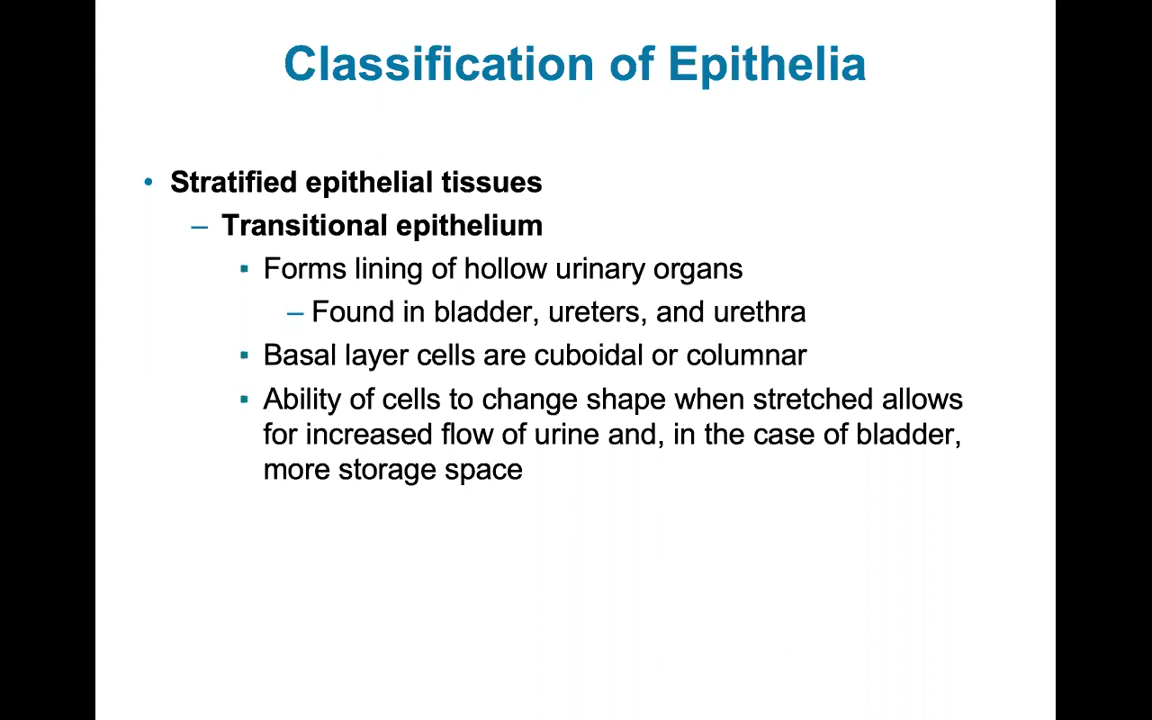 Classification of Epithelia
• Stratified epithelial tissues
– Transitional epithelium
▪ Forms lining of hollow urinary organs
– Found in bladder, ureters, and urethra
▪ Basal layer cells are cuboidal or columnar
▪ Ability of cells to change shape when stretched allows
for increased flow of urine and, in the case of bladder,
more storage space